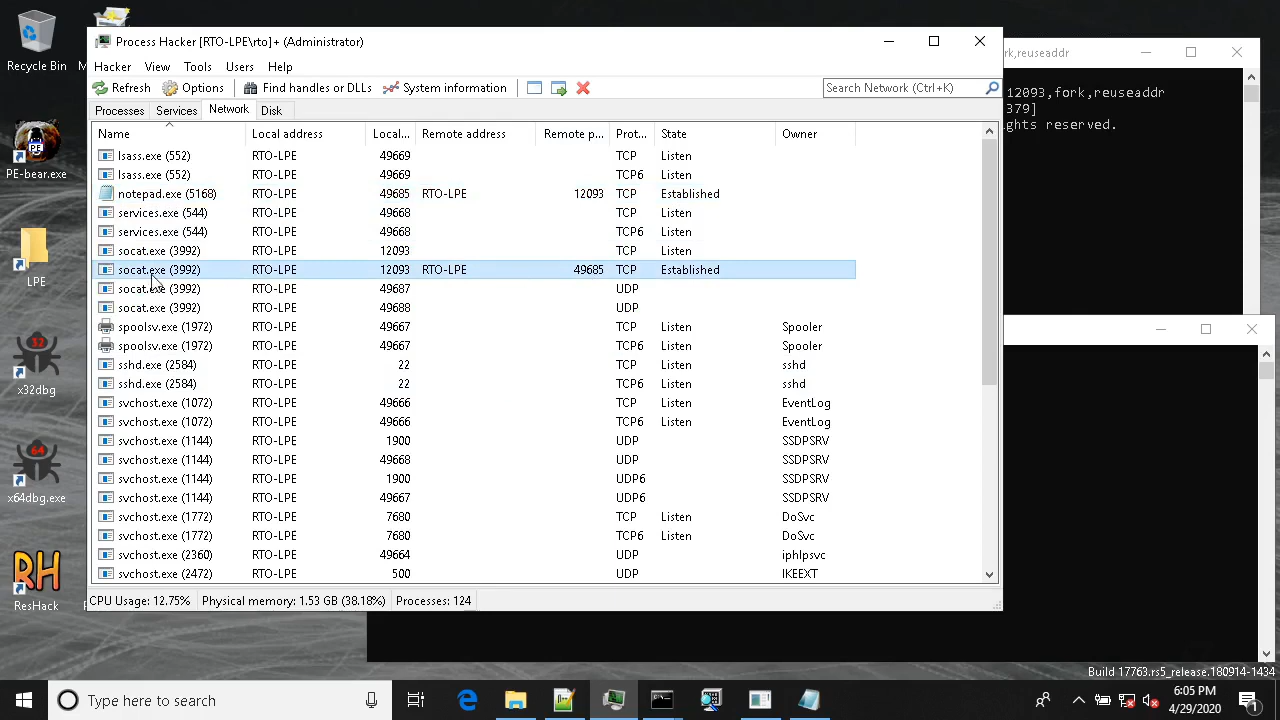 Recycle Bin
PE
PE-bear.exe
LPE
32
x32dbg
64
x64dbg.exe
RH
ResHack
Process Hacker [RTO-LPE\rto]+ (Administrator)
Hacker View Tools Users Help
Refresh Options Find handles or DLLs System information Search Network (Ctrl+K)
Processes Services Network Disk
Name Local address Local... Remote address Remote p... Prot... State Owner
lsass.exe (552) RTO-LPE 49669 TCP Listen
lsass.exe (552) RTO-LPE 49669 TCP6 Listen
notepad.exe (5168) RTO-LPE 49685 RTO-LPE 12093 TCP Established
services.exe (544) RTO-LPE 49668 TCP Listen
services.exe (544) RTO-LPE 49668 TCP6 Listen
socat.exe (3992) RTO-LPE 12093 TCP Listen
socat.exe (3992) RTO-LPE 12093 RTO-LPE 49685 TCP Established
socat.exe (3992) RTO-LPE 49687 UDP
socat.exe (3992) RTO-LPE 49688 UDP
spoolsv.exe (1972) RTO-LPE 49667 TCP Listen Spooler
spoolsv.exe (1972) RTO-LPE 49667 TCP6 Listen Spooler
sshd.exe (2584) RTO-LPE 22 TCP Listen sshd
sshd.exe (2584) RTO-LPE 22 TCP6 Listen sshd
svchost.exe (1072) RTO-LPE 49666 TCP Listen EventLog
svchost.exe (1072) RTO-LPE 49666 TCP6 Listen EventLog
svchost.exe (1144) RTO-LPE 1900 UDP SSDPSRV
svchost.exe (1144) RTO-LPE 49668 UDP SSDPSRV
svchost.exe (1144) RTO-LPE 1900 UDP6 SSDPSRV
svchost.exe (1144) RTO-LPE 49667 UDP6 SSDPSRV
svchost.exe (1772) RTO-LPE 7680 TCP Listen DoSvc
svchost.exe (1772) RTO-LPE 7680 TCP6 Listen DoSvc
svchost.exe (2360) RTO-LPE 49664 UDP iphlpsvc
svchost.exe (2472) RTO-LPE 500 UDP IKEEXT
CPU Usage: 12.75% Physical memory: 1.53 GB (38.18%) Processes: 124
rk,reuseaddr
12093,fork,reuseaddr
379]
ghts reserved.
Build 17763.rs5_release.180914-1434
Type here to search
6:05 PM
4/29/2020
1